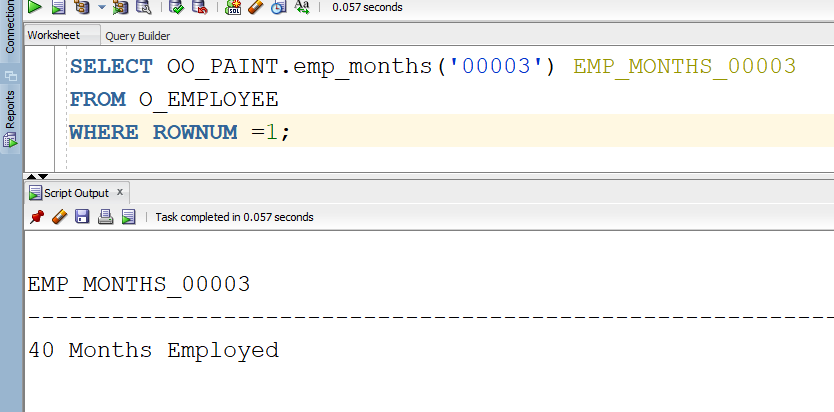 Connection
Reports
0.057 seconds
Worksheet Query Builder
SELECT OO_PAINT.emp_months('00003') EMP_MONTHS_00003
FROM O_EMPLOYEE
WHERE ROWNUM =1;
Script Output x
Task completed in 0.057 seconds
EMP_MONTHS_00003
----------------------------------------------------------
40 Months Employed